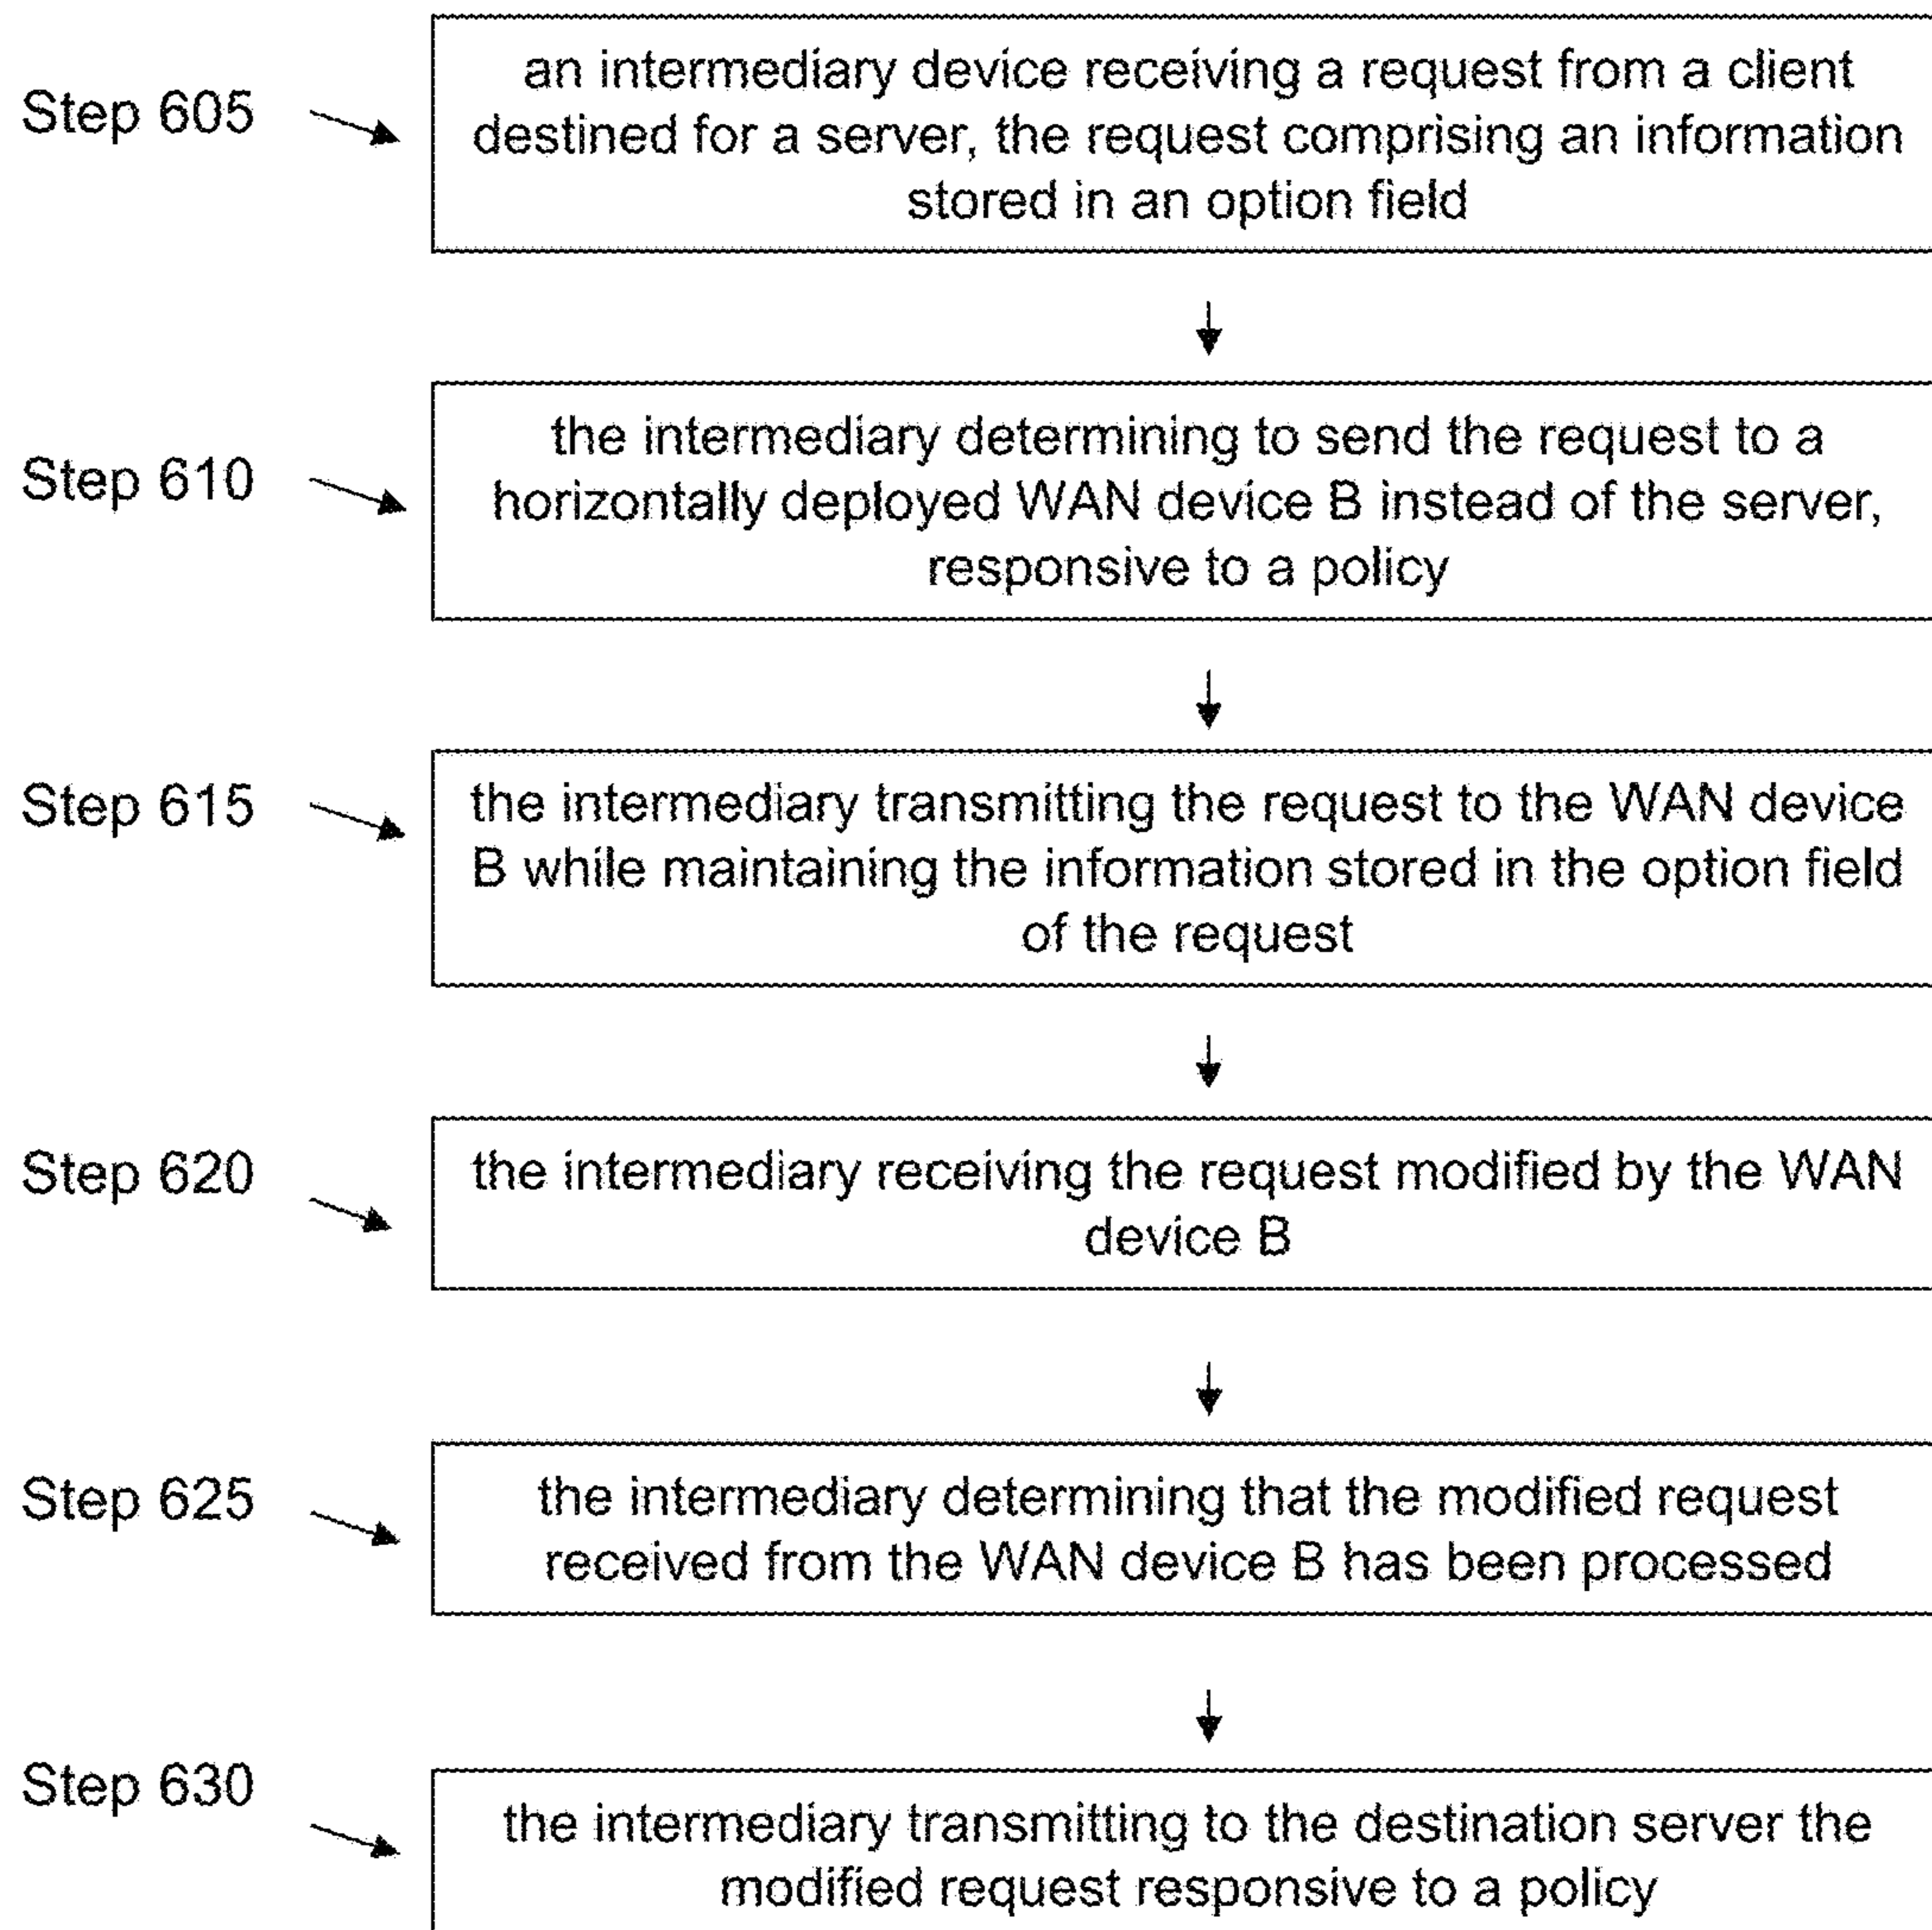 Step 605
an intermediary device receiving a request from a client
destined for a server, the request comprising an information
stored in an option field
Step 610
the intermediary determining to send the request to a
horizontally deployed WAN device B instead of the server,
responsive to a policy
Step 615
the intermediary transmitting the request to the WAN device
B while maintaining the information stored in the option field
of the request
Step 620
the intermediary receiving the request modified by the WAN
device B
Step 625
the intermediary determining that the modified request
received from the WAN device B has been processed
Step 630
the intermediary transmitting to the destination server the
modified request responsive to a policy